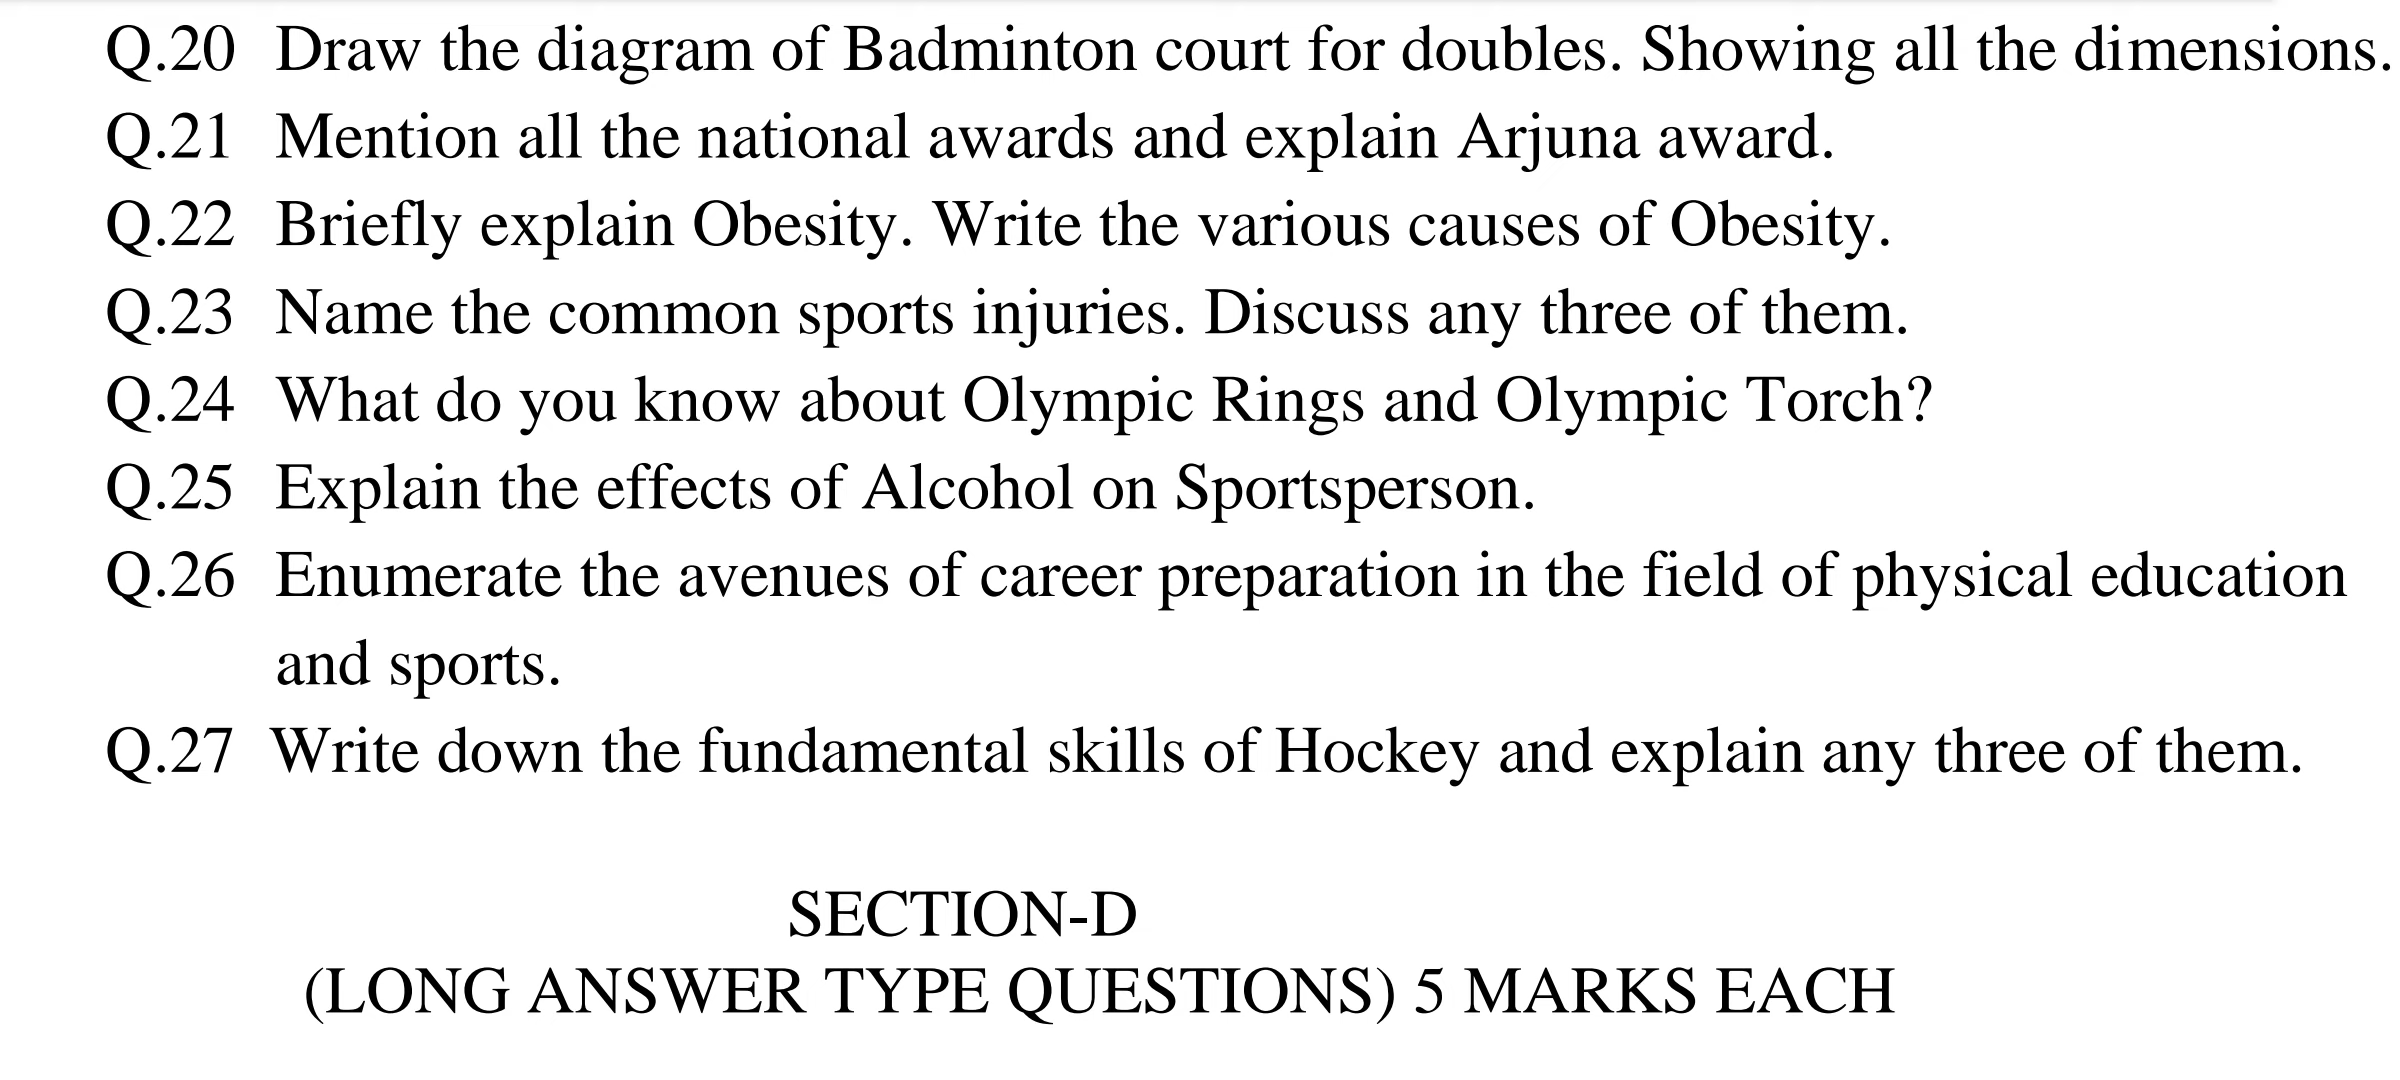 Q.20 Draw the diagram of Badminton court for doubles. Showing all the dimensions.
Q.21 Mention all the national awards and explain Arjuna award.
Q.22 Briefly explain Obesity. Write the various causes of Obesity.
Q.23 Name the common sports injuries. Discuss any three of them.
Q.24 What do you know about Olympic Rings and Olympic Torch?
Q.25 Explain the effects of Alcohol on Sportsperson.
Q.26 Enumerate the avenues of career preparation in the field of physical education
and sports.
Q.27 Write down the fundamental skills of Hockey and explain any three of them.
SECTION-D
(LONG ANSWER TYPE QUESTIONS) 5 MARKS EACH